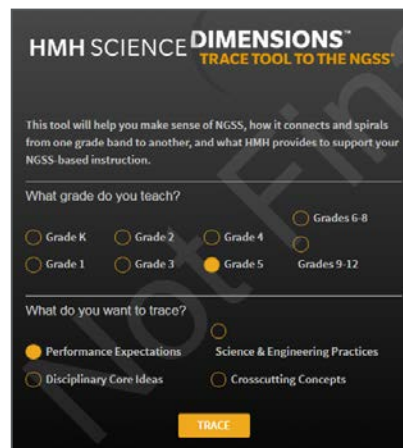 HMH SCIENCE DIMENSIONS™
TRACE TOOL TO THE NGSS®
This tool will help you make sense of NGSS, how it connects and spirals
from one grade band to another, and what HMH provides to support your
NGSS-based instruction.
What grade do you teach?
Grades 6-8
Grade K Grade 2 Grade 4
Grade 1 Grade 3 Grade 5 Grades 9-12
What do you want to trace?
Performance Expectations Science & Engineering Practices
Disciplinary Core Ideas Crosscutting Concepts
TRACE
Not Fin